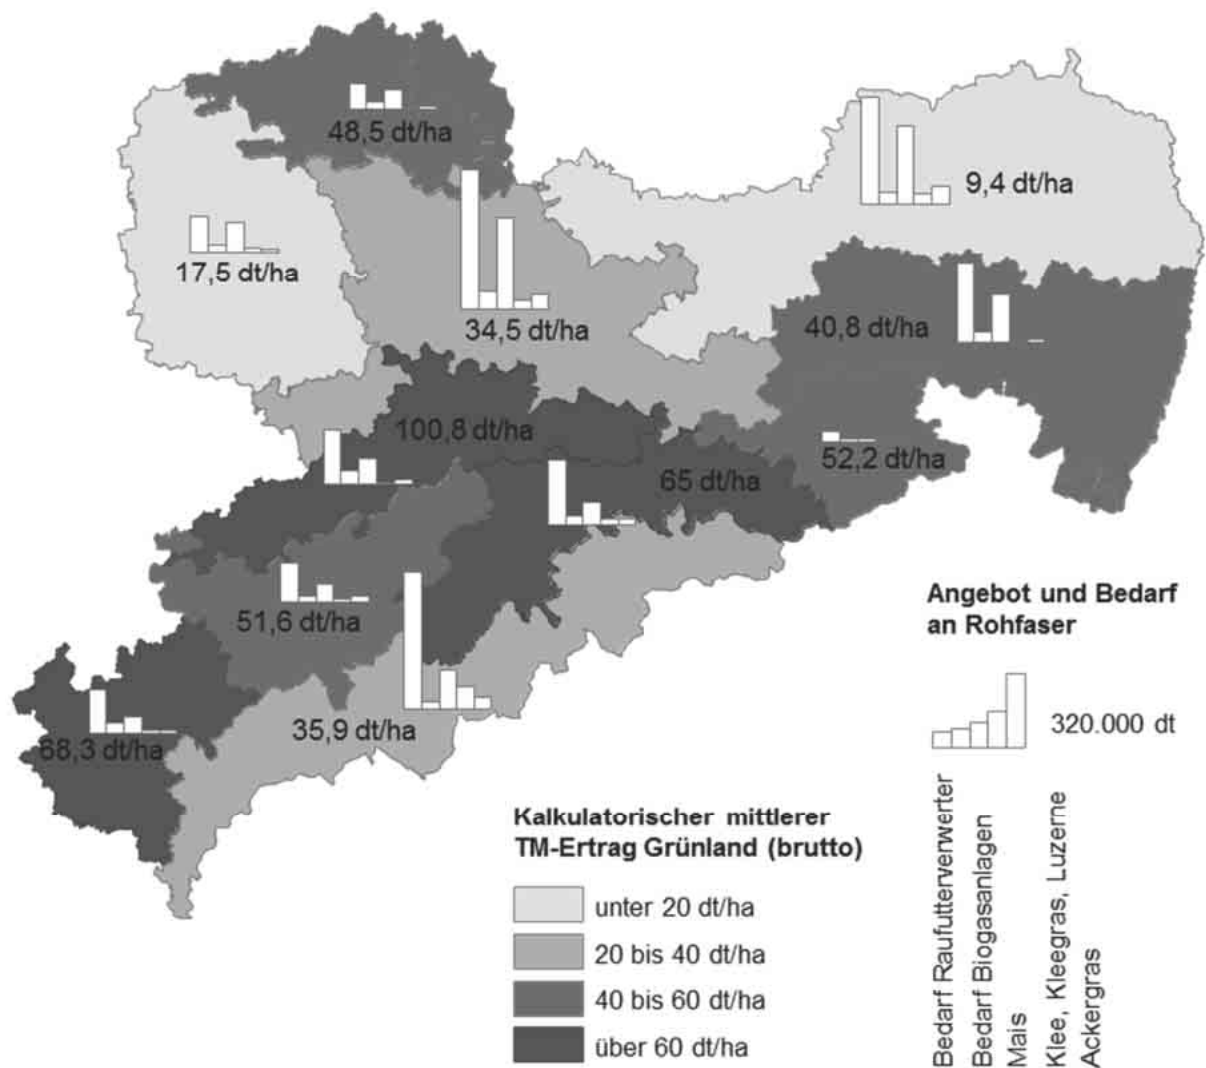 48,5 dt/ha
9,4 dt/ha
17,5 dt/ha
34,5 dt/ha
40,8 dt/ha
100,8 dt/ha
52,2 dt/ha
65 dt/ha
51,6 dt/ha
35,9 dt/ha
68,3 dt/ha
Angebot und Bedarf
an Rohfaser
320.000 dt
Bedarf Raufutterverwerter
Bedarf Biogasanlagen
Mais
Klee, Kleegras, Luzerne
Ackergras
Kalkulatorischer mittlerer
TM-Ertrag Grünland (brutto)
unter 20 dt/ha
20 bis 40 dt/ha
40 bis 60 dt/ha
über 60 dt/ha